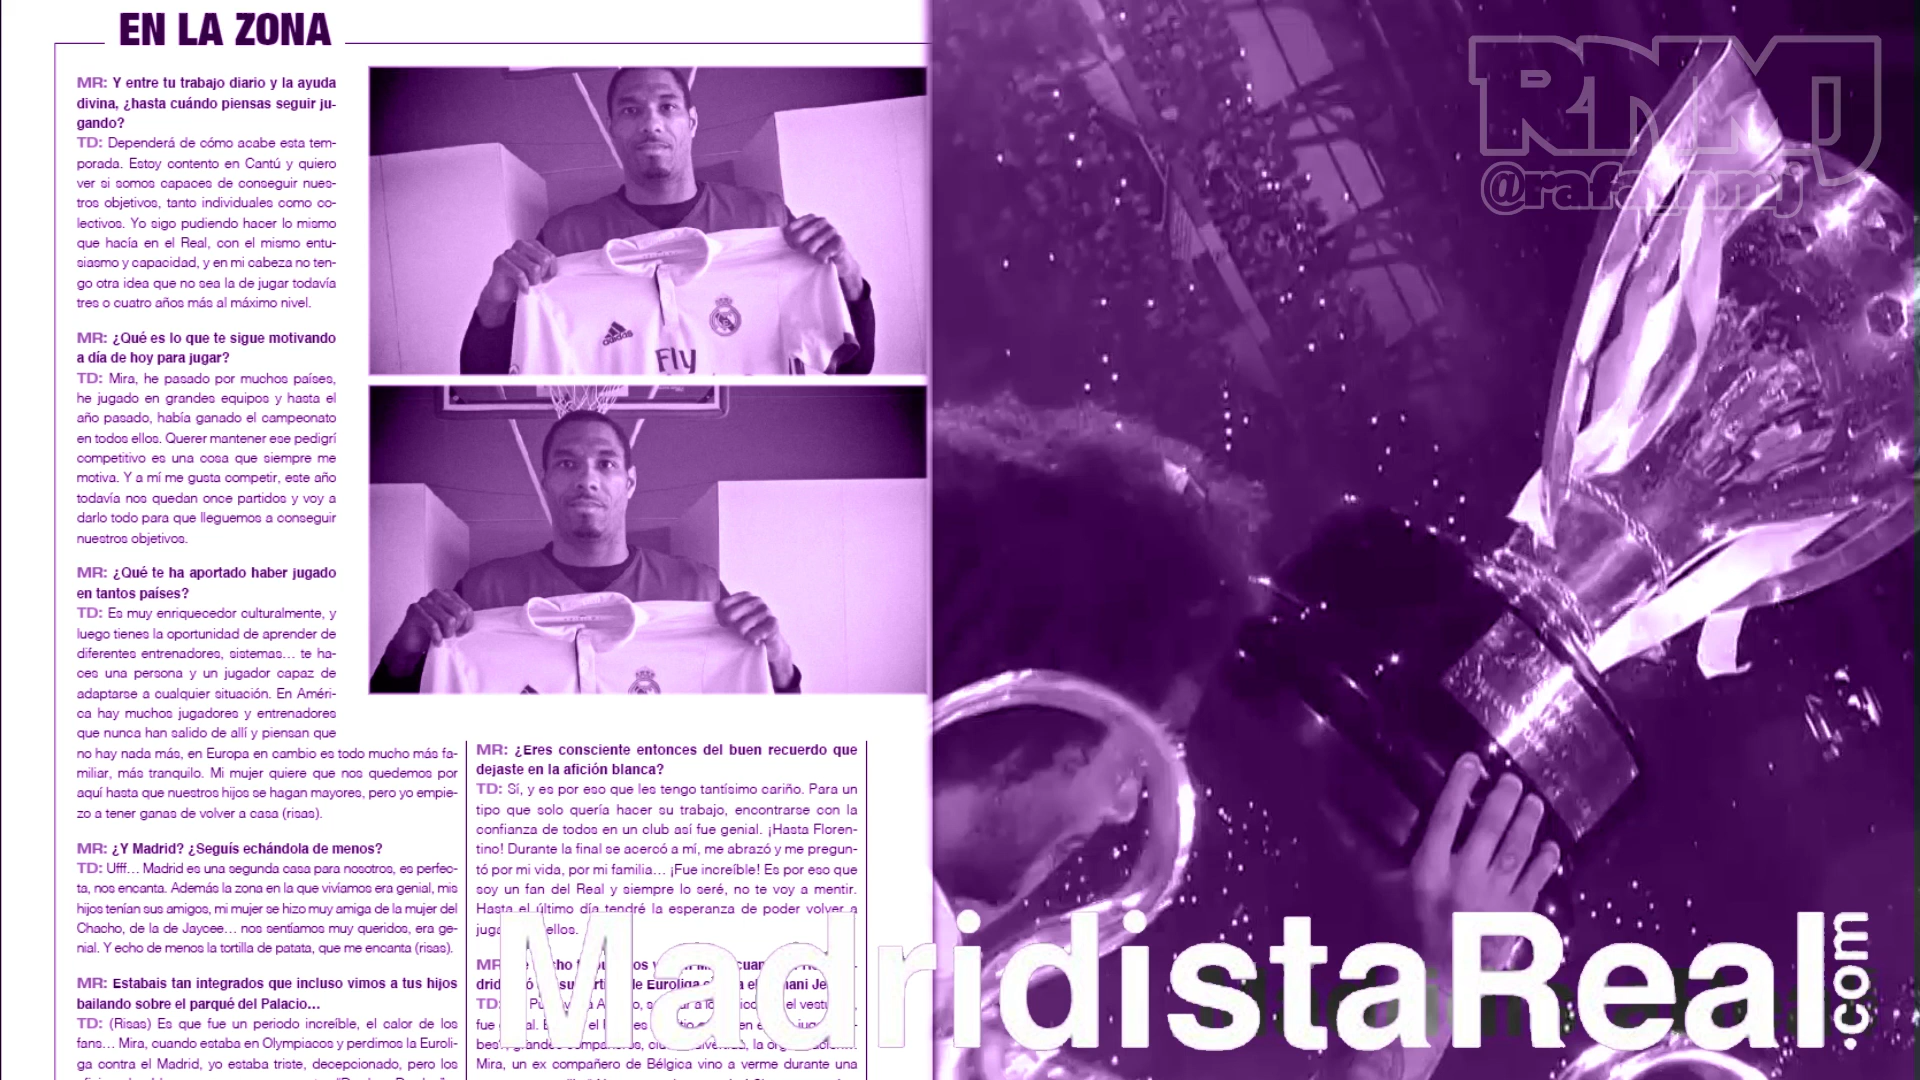 EN LA ZONA
MR: Y entre tu trabajo diario y la ayuda
divina, ¿hasta cuándo piensas seguir ju-
gando?
TD: Dependerá de cómo acabe esta tem-
porada. Estoy contento en Cantú y quiero
ver si somos capaces de conseguir nues-
tros objetivos, tanto individuales como co-
lectivos. Yo sigo pudiendo hacer lo mismo
que hacía en el Real, con el mismo entu-
siasmo y capacidad, y en mi cabeza no ten-
go otra idea que no sea la de jugar todavía
tres o cuatro años más al máximo nivel.
MR: ¿Qué es lo que te sigue motivando
a día de hoy para jugar?
TD: Mira, he pasado por muchos países,
he jugado en grandes equipos y hasta el
año pasado, había ganado el campeonato
en todos ellos. Querer mantener ese pedigrí
competitivo es una cosa que siempre me
motiva. Y a mí me gusta competir, este año
todavía nos quedan once partidos y voy a
darlo todo para que lleguemos a conseguir
nuestros objetivos.
MR: ¿Qué te ha aportado haber jugado
en tantos países?
TD: Es muy enriquecedor culturalmente, y
luego tienes la oportunidad de aprender de
diferentes entrenadores, sistemas... te ha-
ces una persona y un jugador capaz de
adaptarse a cualquier situación. En Améri-
ca hay muchos jugadores y entrenadores
que nunca han salido de allí y piensan que
no hay nada más, en Europa en cambio es todo mucho más fa-
miliar, más tranquilo. Mi mujer quiere que nos quedemos por
aquí hasta que nuestros hijos se hagan mayores, pero yo empie-
zo a tener ganas de volver a casa (risas).
MR: ¿Y Madrid? ¿Seguís echándola de menos?
TD: Ufff... Madrid es una segunda casa para nosotros, es perfec-
ta, nos encanta. Además la zona en la que vivíamos era genial, mis
hijos tenían sus amigos, mi mujer se hizo muy amiga de la mujer del
Chacho, de la de Jaycee... nos sentíamos muy queridos, era ge-
nial. Y echo de menos la tortilla de patata, que me encanta (risas).
MR: Estabais tan integrados que incluso vimos a tus hijos
bailando sobre el parqué del Palacio...
TD: (Risas) Es que fue un periodo increíble, el calor de los
fans... Mira, cuando estaba en Olympiacos y perdimos la Euroli-
ga contra el Madrid, yo estaba triste, decepcionado, pero los
adidas
Fly
MR: ¿Eres consciente entonces del buen recuerdo que
dejaste en la afición blanca?
TD: Sí, y es por eso que les tengo tantísimo cariño. Para un
tipo que solo quería hacer su trabajo, encontrarse con la
confianza de todos en un club así fue genial. ¡Hasta Floren-
tino! Durante la final se acercó a mí, me abrazó y me pregun-
tó por mi vida, por mi familia... ¡Fue increíble! Es por eso que
soy un fan del Real y siempre lo seré, no te voy a mentir.
Hasta el último día tendré la esperanza de poder volver a
ellos.
Euroliga
Mira, un ex compañero de Bélgica vino a verme durante una
RNMJ
@rafa_nmj
MadridistaReal.com